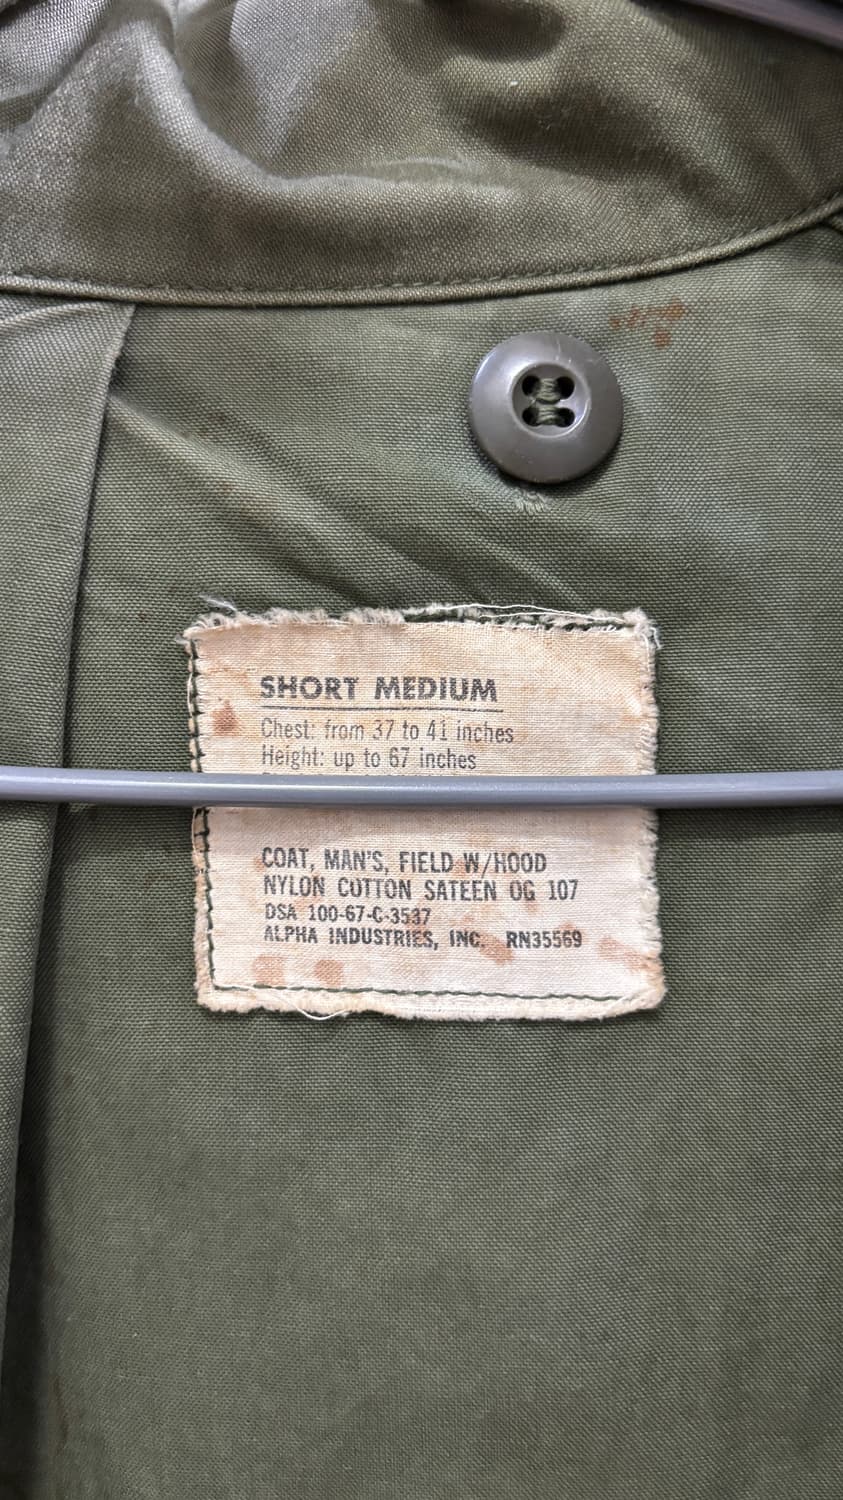 SHORT MEDIUM
Chest: from 37 to 41 inches
Height: up to 67 inches
COAT, MAN'S, FIELD W/HOOD
NYLON COTTON SATEEN OG 107
DSA 100-67-C-3537
ALPHA INDUSTRIES, INC. RN35569